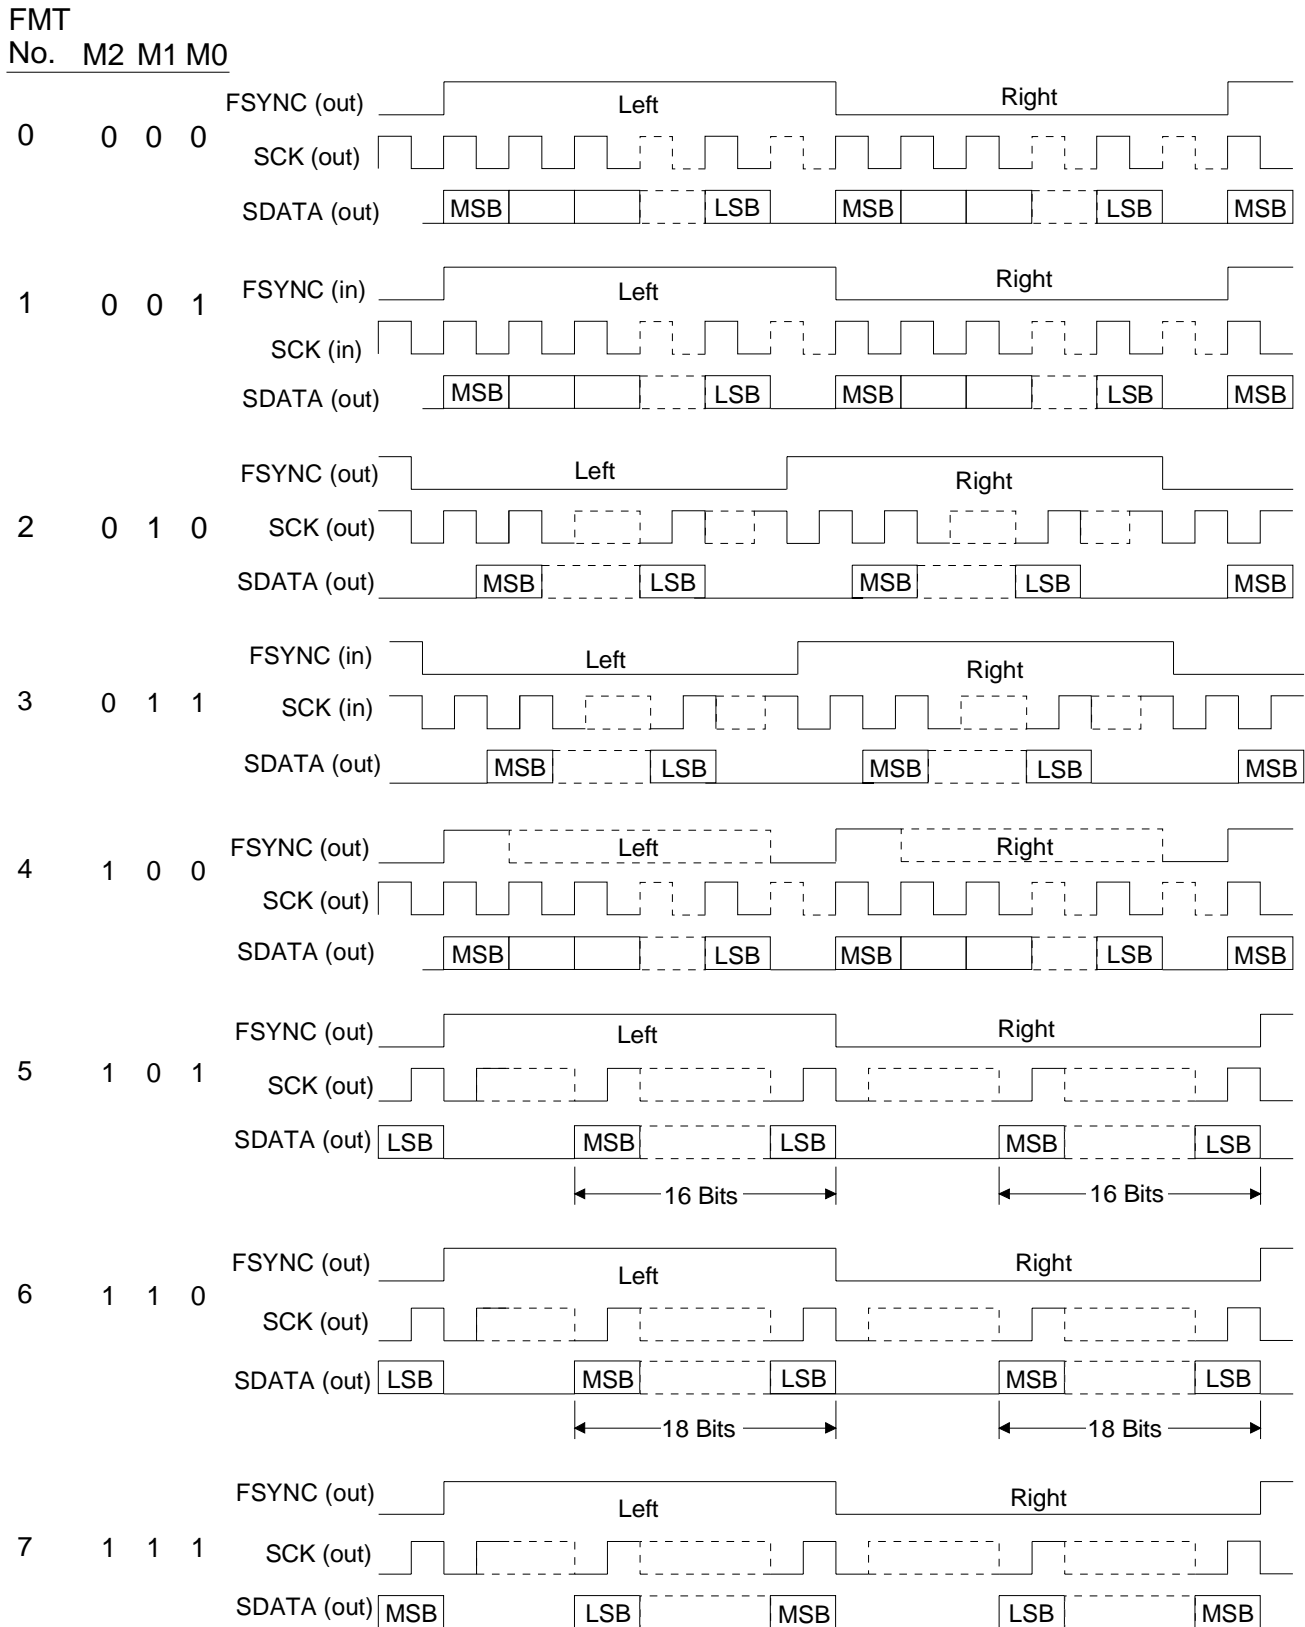 FMT
No. M2 M1 M0
FSYNC (out) Left Right
0 0 0 0
SCK (out)
SDATA (out) MSB LSB MSB LSB MSB
FSYNC (in) Left Right
1 0 0 1
SCK (in)
SDATA (out) MSB LSB MSB LSB MSB
FSYNC (out) Left Right
2 0 1 0 SCK (out)
SDATA (out) MSB LSB MSB LSB MSB
FSYNC (in) Left Right
3 0 1 1 SCK (in)
SDATA (out) MSB LSB MSB LSB MSB
FSYNC (out) Left Right
4 1 0 0
SCK (out)
SDATA (out) MSB LSB MSB LSB MSB
FSYNC (out) Left Right
5 1 0 1 SCK (out)
SDATA (out) LSB MSB LSB MSB LSB
16 Bits 16 Bits
FSYNC (out) Left Right
6 1 1 0
SCK (out)
SDATA (out) LSB MSB LSB MSB LSB
18 Bits 18 Bits
FSYNC (out) Left Right
7 1 1 1 SCK (out)
SDATA (out) MSB LSB MSB LSB MSB